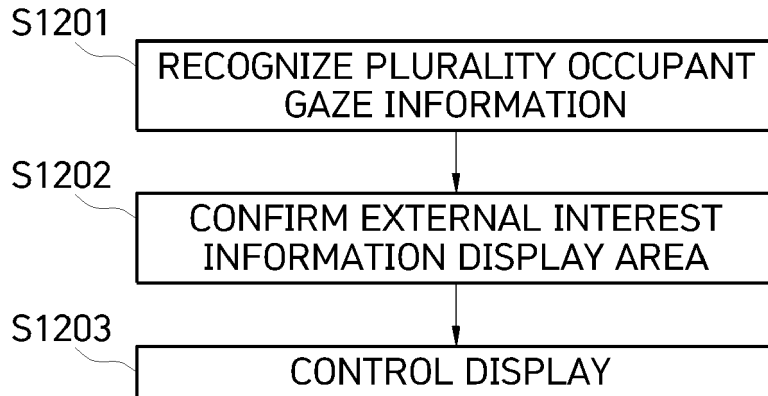 S1201
RECOGNIZE PLURALITY OCCUPANT
GAZE INFORMATION
S1202
CONFIRM EXTERNAL INTEREST
INFORMATION DISPLAY AREA
S1203
CONTROL DISPLAY